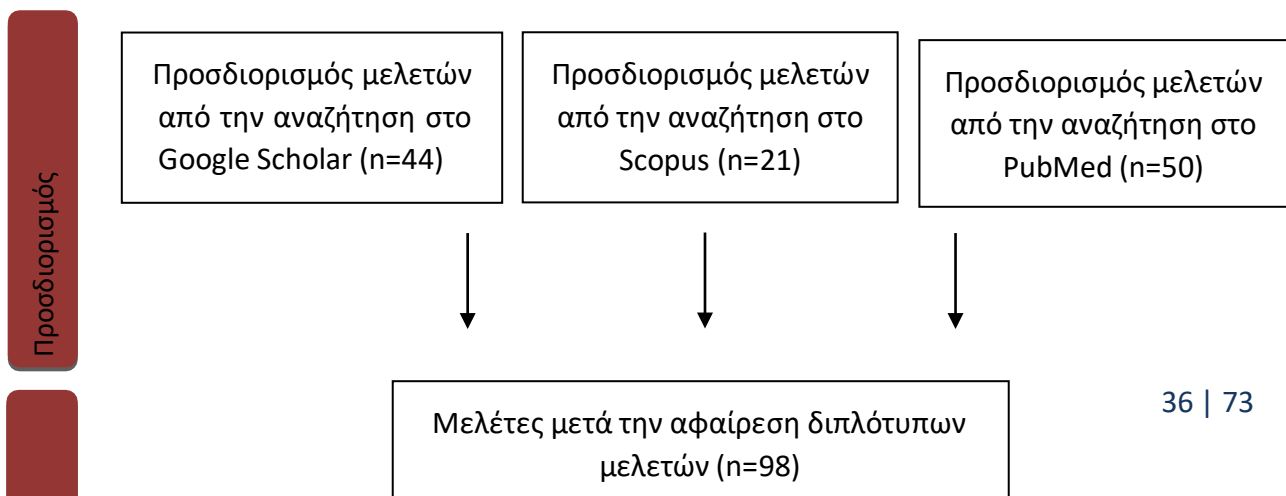 Προσδιορισμός
Προσδιορισμός μελετών
από την αναζήτηση στο
Google Scholar (n=44)
Προσδιορισμός μελετών
από την αναζήτηση στο
Scopus (n=21)
Προσδιορισμός μελετών
από την αναζήτηση στο
PubMed (n=50)
Μελέτες μετά την αφαίρεση διπλότυπων
μελετών (n=98)
36 | 73